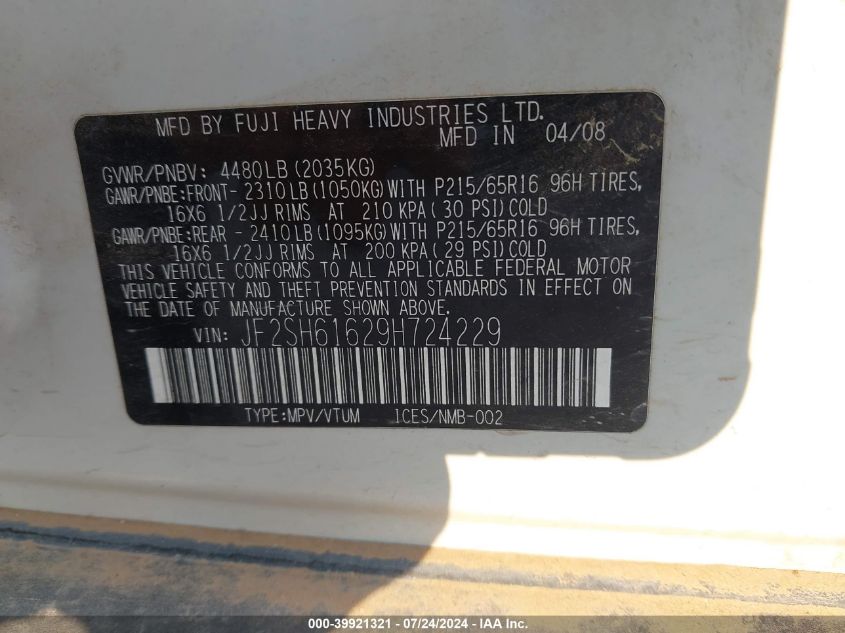 MFD BY FUJI HEAVY INDUSTRIES LTD.
MFD IN 04/08
GVWR/PNBV: 4480LB(2035KG)
GAWR/PNBE:FRONT- 2310LB(1050KG)WITH P215/65R16 96H TIRES,
16X6 1/2JJ RIMS AT 210 KPA(30 PSI)COLD
GAWR/PNBE:REAR - 2410LB(1095KG)WITH P215/65R16 96H TIRES,
16X6 1/2JJ RIMS AT 200 KPA(29 PSI)COLD
THIS VEHICLE CONFORMS TO ALL APPLICABLE FEDERAL MOTOR
VEHICLE SAFETY AND THEFT PREVENTION STANDARDS IN EFFECT ON
THE DATE OF MANUFACTURE SHOWN ABOVE.
VIN: JF2SH61629H724229
TYPE:MPV/VTUM ICES/NMB-002
000-39921321 - 07/24/2024 - IAA Inc.